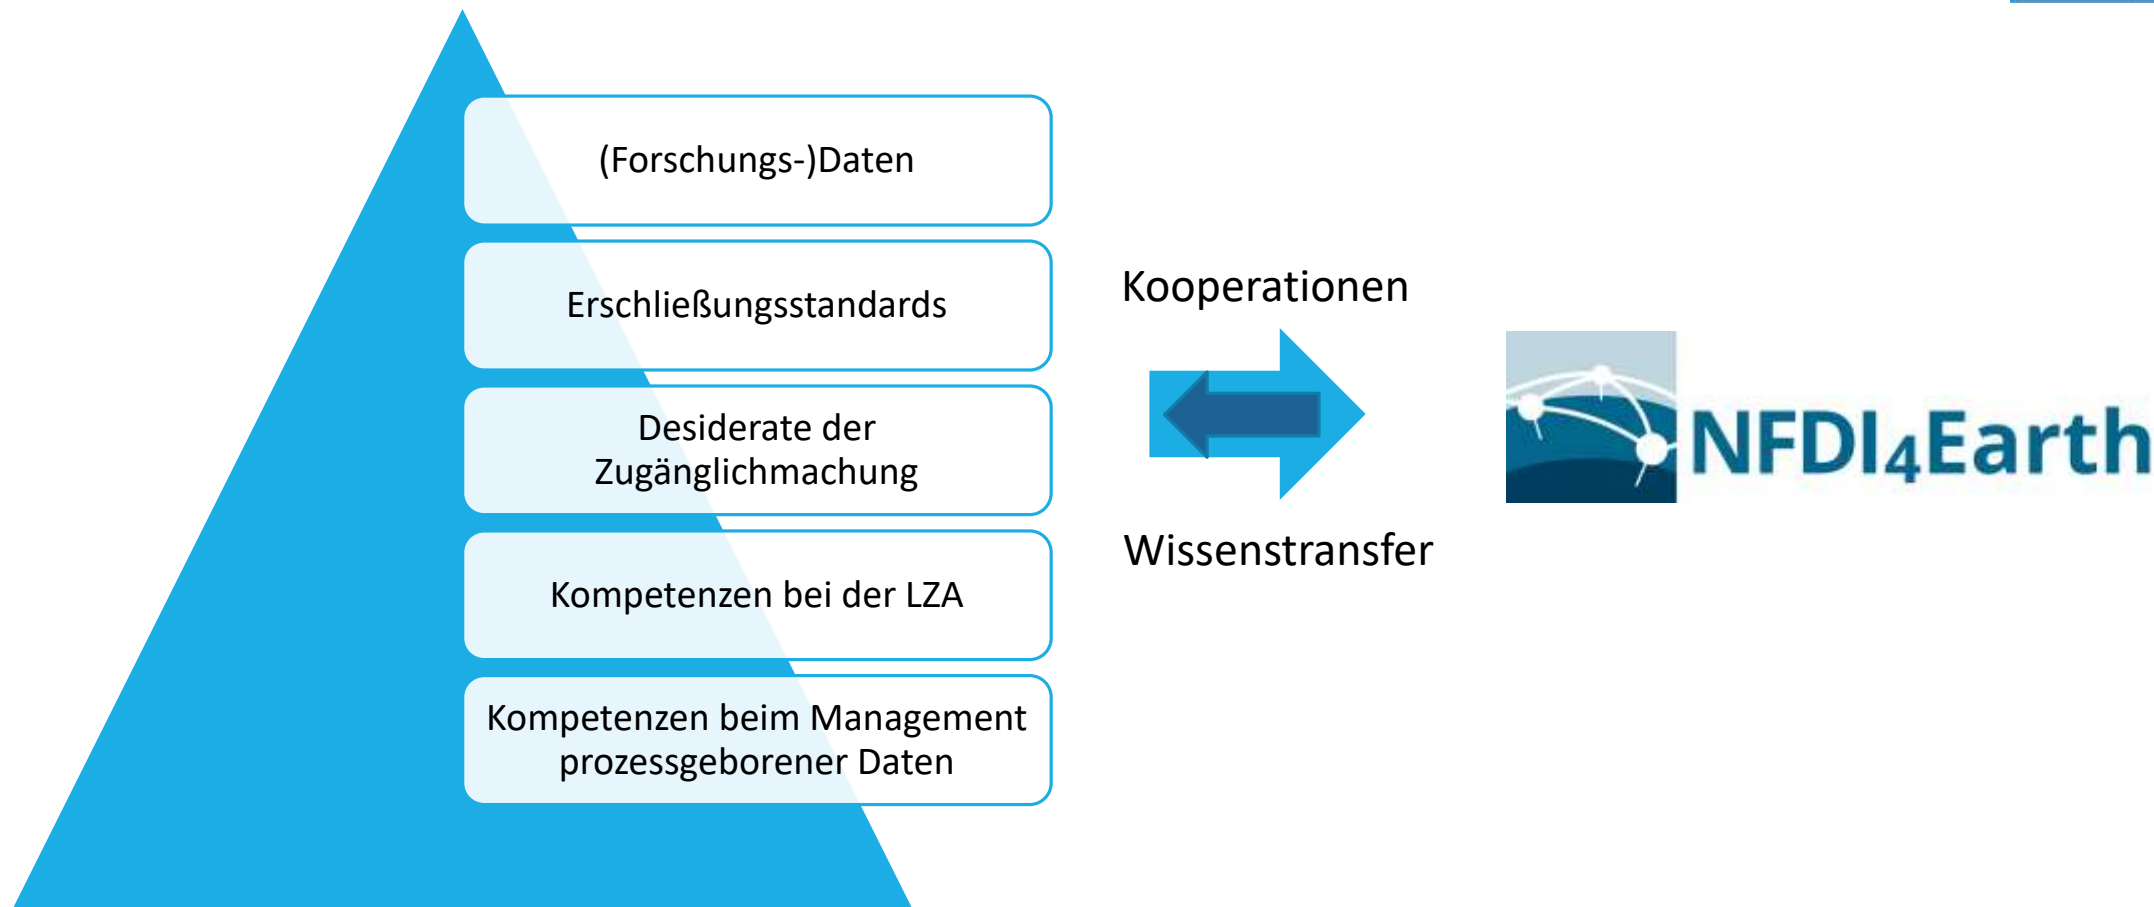 (Forschungs-)Daten
Erschließungsstandards
Desiderate der
Zugänglichmachung
Kompetenzen bei der LZA
Kompetenzen beim Management
prozessgeborener Daten
Kooperationen
Wissenstransfer
NFDI4Earth